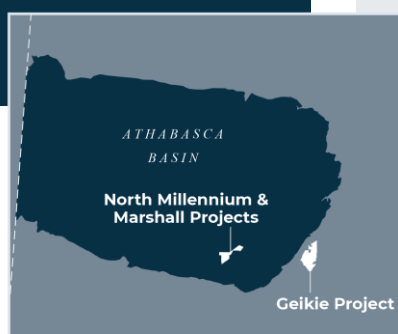 ATHABASCA
BASIN
North Millennium &
Marshall Projects
Geikie Project